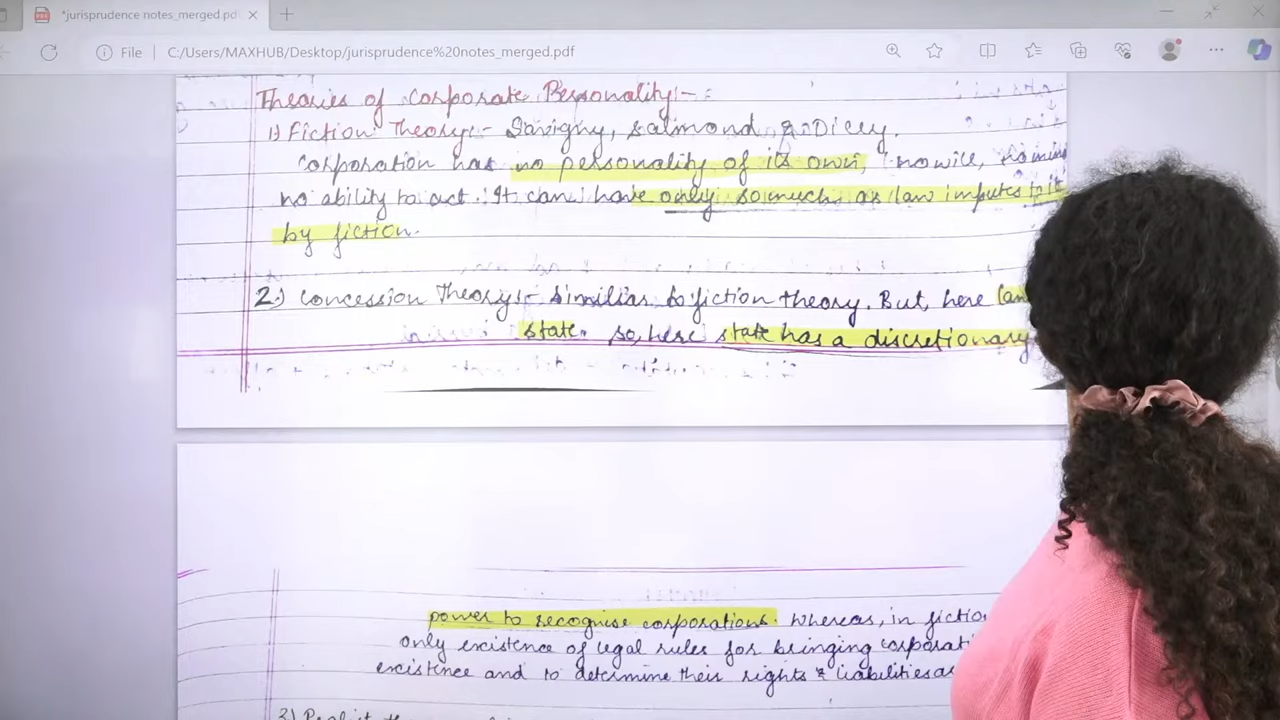 *jurisprudence notes_merged.pdf
File C:/Users/MAXHUB/Desktop/jurisprudence%20notes_merged.pdf
Theories of Corporate Personality:-
1) Fiction Theory:- Savigny, Salmond & Dicey.
Corporation has no personality of its own, no
no ability to act. It can have only so much as law imputes to it
by fiction.
2.) Concession Theory:- Similiar to fiction theory. But, here
state. so, here state has a discretionary
power to recognise corporations. Whereas, in
only existence of legal rules for bringing
existence and to determine their rights & liabilities as
3)